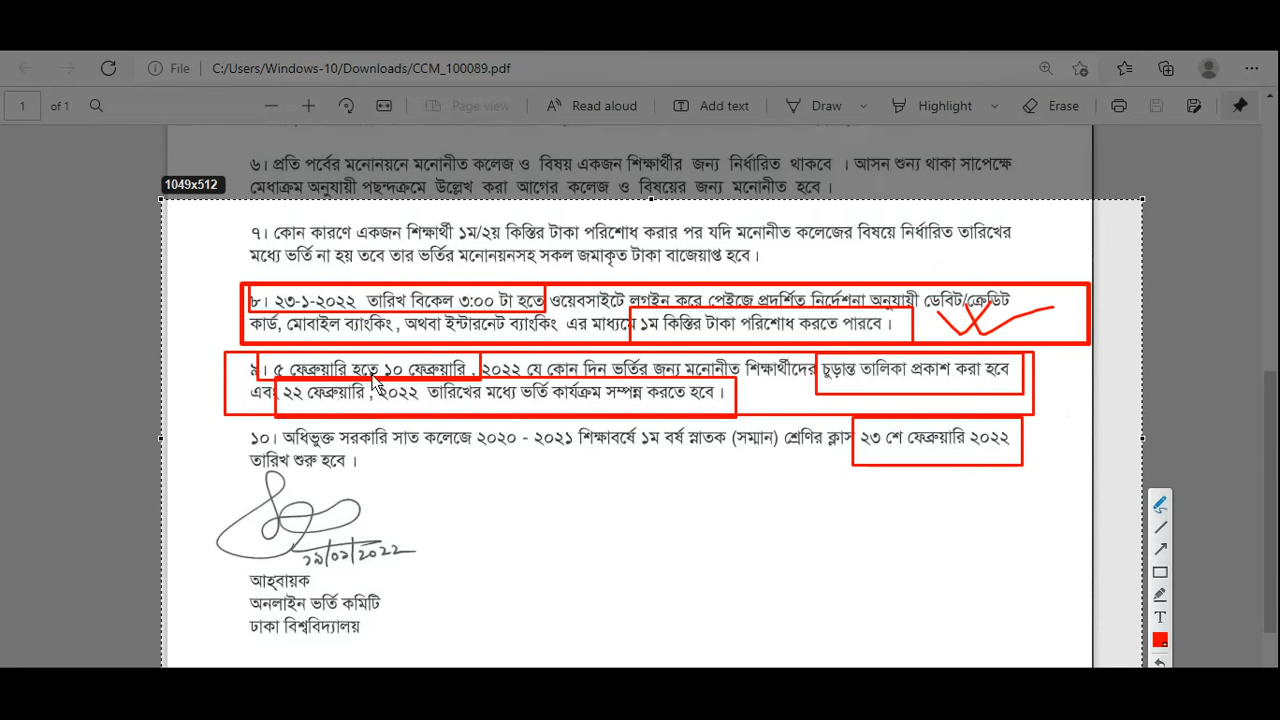 File C:/Users/Windows-10/Downloads/CCM_100089.pdf
1 of 1 Page view Read aloud Add text Draw Highlight Erase
৬। প্রতি পর্বের মনোনয়নে মনোনীত কলেজ ও বিষয় একজন শিক্ষার্থীর জন্য নির্ধারিত থাকবে । আসন শুন্য থাকা সাপেক্ষে
1049x512
মেধাক্রম অনুযায়ী পছন্দক্রমে উল্লেখ করা আগের কলেজ ও বিষয়ের জন্য মনোনীত হবে ।
৭। কোন কারণে একজন শিক্ষার্থী ১ম/২য় কিস্তির টাকা পরিশোধ করার পর যদি মনোনীত কলেজের বিষয়ে নির্ধারিত তারিখের
মধ্যে ভর্তি না হয় তবে তার ভর্তির মনোনয়নসহ সকল জমাকৃত টাকা বাজেয়াপ্ত হবে ।
৮। ২৩-১-২০২২ তারিখ বিকেল ৩:০০ টা হতে ওয়েবসাইটে লগইন করে পেইজে প্রদর্শিত নির্দেশনা অনুযায়ী ডেবিট/ক্রেডিট
কার্ড, মোবাইল ব্যাংকিং , অথবা ইন্টারনেট ব্যাংকিং এর মাধ্যমে ১ম কিস্তির টাকা পরিশোধ করতে পারবে ।
৯। ৫ ফেব্রুয়ারি হতে ১০ ফেব্রুয়ারি , ২০২২ যে কোন দিন ভর্তির জন্য মনোনীত শিক্ষার্থীদের চূড়ান্ত তালিকা প্রকাশ করা হবে
এবং ২২ ফেব্রুয়ারি , ২০২২ তারিখের মধ্যে ভর্তি কার্যক্রম সম্পন্ন করতে হবে ।
১০। অধিভুক্ত সরকারি সাত কলেজে ২০২০ - ২০২১ শিক্ষাবর্ষে ১ম বর্ষ স্নাতক (সম্মান) শ্রেণির ক্লাস ২৩ শে ফেব্রুয়ারি ২০২২
তারিখ শুরু হবে ।
আহ্বায়ক
অনলাইন ভর্তি কমিটি
ঢাকা বিশ্ববিদ্যালয়